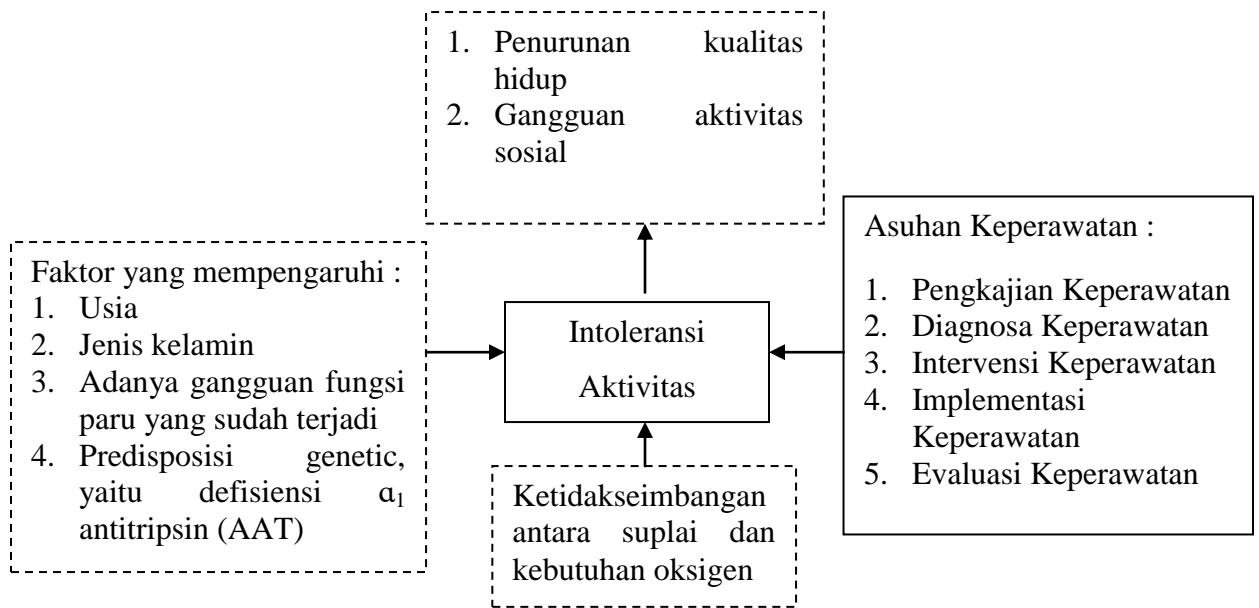 1. Penurunan kualitas
hidup
2. Gangguan aktivitas
sosial
Faktor yang mempengaruhi :
1. Usia
2. Jenis kelamin
3. Adanya gangguan fungsi
paru yang sudah terjadi
4. Predisposisi genetic,
yaitu defisiensi α₁
antitripsin (AAT)
Intoleransi
Aktivitas
Asuhan Keperawatan :
1. Pengkajian Keperawatan
2. Diagnosa Keperawatan
3. Intervensi Keperawatan
4. Implementasi
Keperawatan
5. Evaluasi Keperawatan
Ketidakseimbangan
antara suplai dan
kebutuhan oksigen